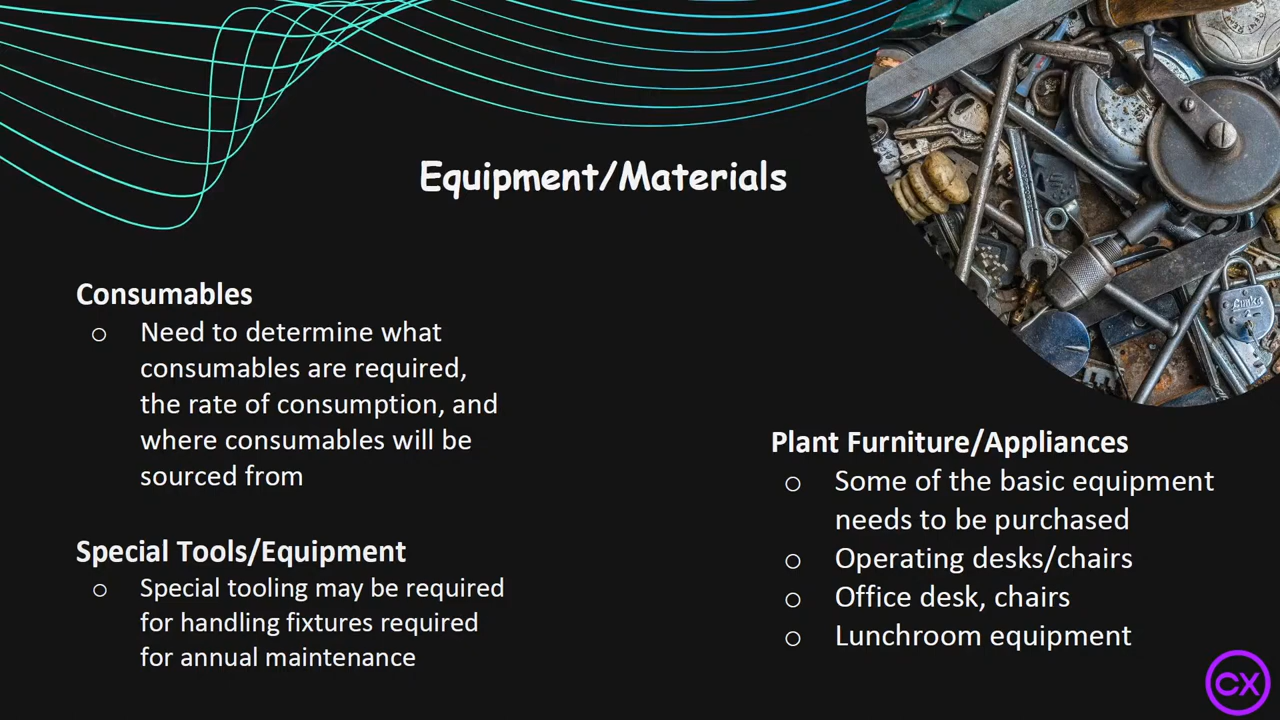 Equipment/Materials
Consumables
Need to determine what
consumables are required,
the rate of consumption, and
where consumables will be
sourced from
Special Tools/Equipment
Special tooling may be required
for handling fixtures required
for annual maintenance
Plant Furniture/Appliances
Some of the basic equipment
needs to be purchased
Operating desks/chairs
Office desk, chairs
Lunchroom equipment
CX